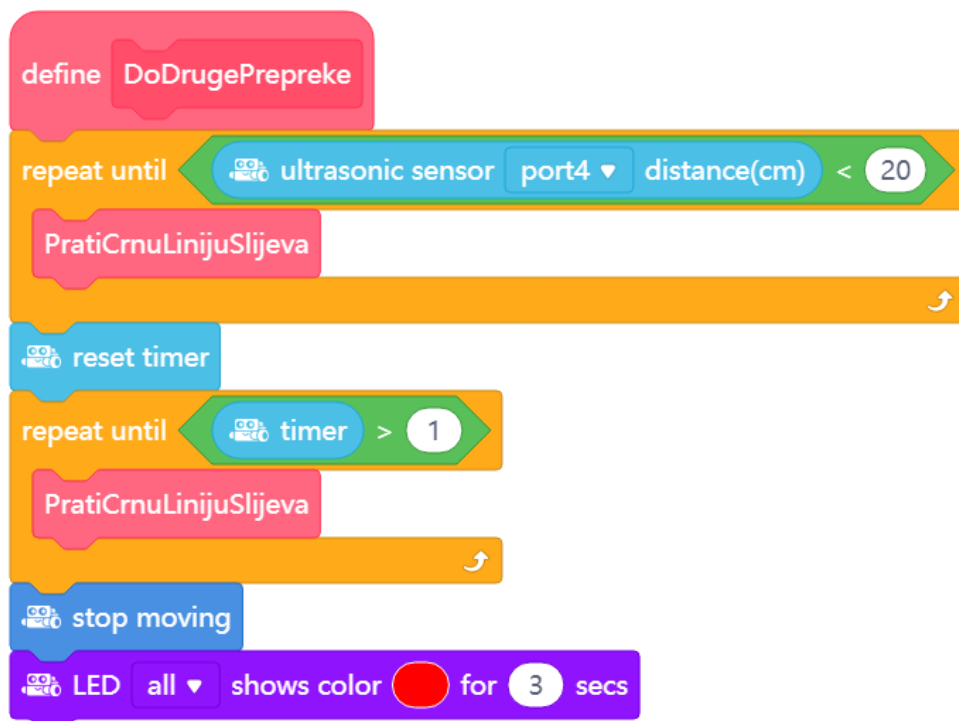 define DoDrugePrepreke
repeat until ultrasonic sensor port4 distance(cm) < 20
PratiCrnuLinijuSlijeva
reset timer
repeat until timer > 1
PratiCrnuLinijuSlijeva
stop moving
LED all shows color for 3 secs